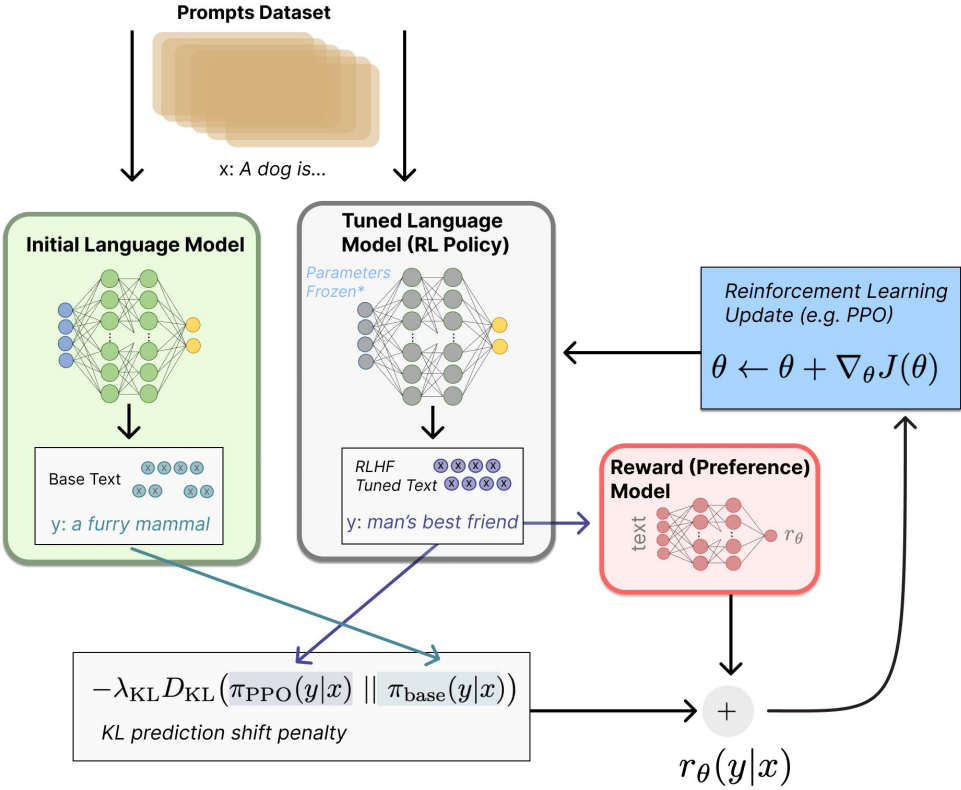 Prompts Dataset
x: A dog is...
Initial Language Model
Tuned Language
Model (RL Policy)
Parameters
Frozen*
Reinforcement Learning
Update (e.g. PPO)
θ ← θ + ∇θJ(θ)
Base Text
x x x x
x x x x
y: a furry mammal
RLHF
Tuned Text
x x x x
x x x x
y: man's best friend
Reward (Preference)
Model
text
rθ
−λKL DKL(πPPO(y|x) || πbase(y|x))
KL prediction shift penalty
+
rθ(y|x)